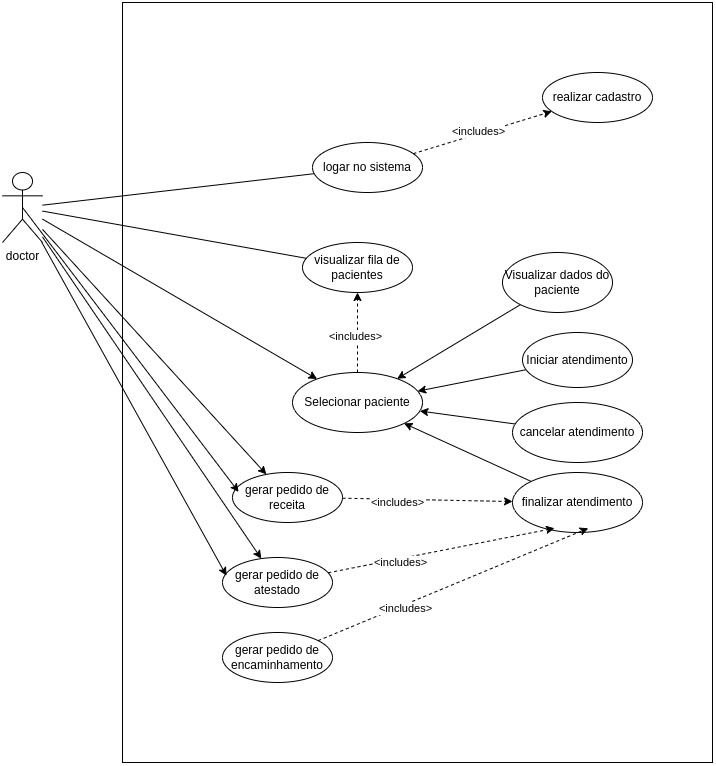 realizar cadastro
<includes>
logar no sistema
doctor
visualizar fila de
pacientes
Visualizar dados do
paciente
<includes>
Iniciar atendimento
Selecionar paciente
cancelar atendimento
gerar pedido de
receita
<includes>
finalizar atendimento
<includes>
gerar pedido de
atestado
<includes>
gerar pedido de
encaminhamento